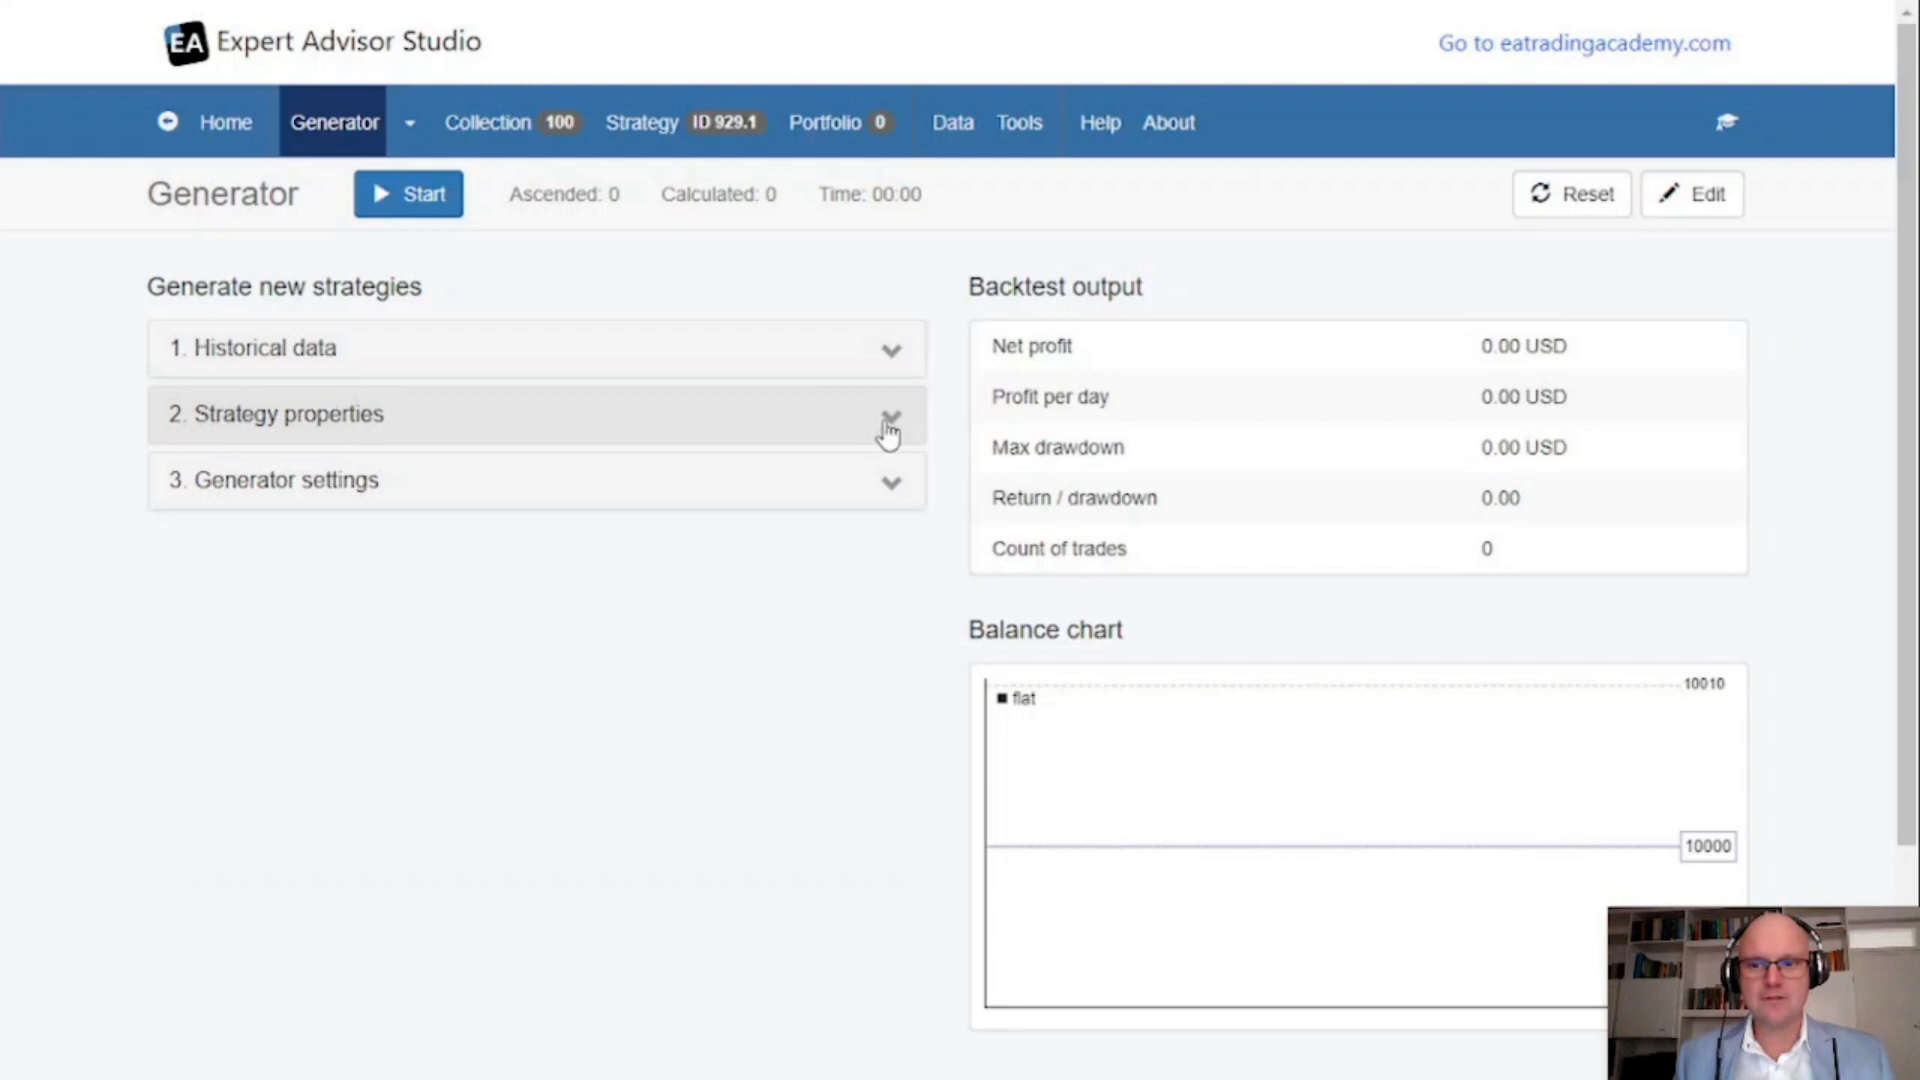 EA Expert Advisor Studio
Go to eatradingacademy.com
Home Generator Collection 100 Strategy ID 929.1 Portfolio 0 Data Tools Help About
Generator Start Ascended: 0 Calculated: 0 Time: 00:00 Reset Edit
Generate new strategies
1. Historical data
2. Strategy properties
3. Generator settings
Backtest output
Net profit 0.00 USD
Profit per day 0.00 USD
Max drawdown 0.00 USD
Return / drawdown 0.00
Count of trades 0
Balance chart
10010
flat
10000